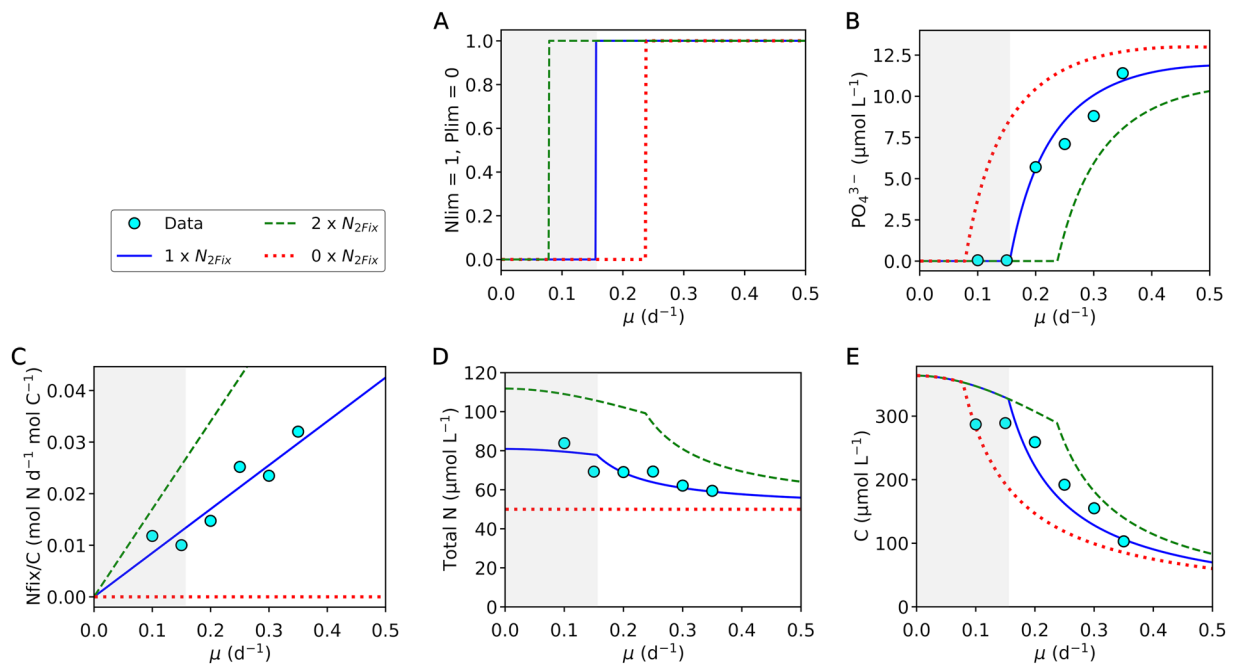 A
Nlim = 1, Plim = 0
1.0
0.8
0.6
0.4
0.2
0.0
0.0 0.1 0.2 0.3 0.4 0.5
μ (d⁻¹)
B
PO₄³⁻ (μmol L⁻¹)
12.5
10.0
7.5
5.0
2.5
0.0
0.0 0.1 0.2 0.3 0.4 0.5
μ (d⁻¹)
Data
1 x N₂Fix
2 x N₂Fix
0 x N₂Fix
C
Nfix/C (mol N d⁻¹ mol C⁻¹)
0.04
0.03
0.02
0.01
0.00
0.0 0.1 0.2 0.3 0.4 0.5
μ (d⁻¹)
D
Total N (μmol L⁻¹)
120
100
80
60
40
20
0
0.0 0.1 0.2 0.3 0.4 0.5
μ (d⁻¹)
E
C (μmol L⁻¹)
300
200
100
0
0.0 0.1 0.2 0.3 0.4 0.5
μ (d⁻¹)